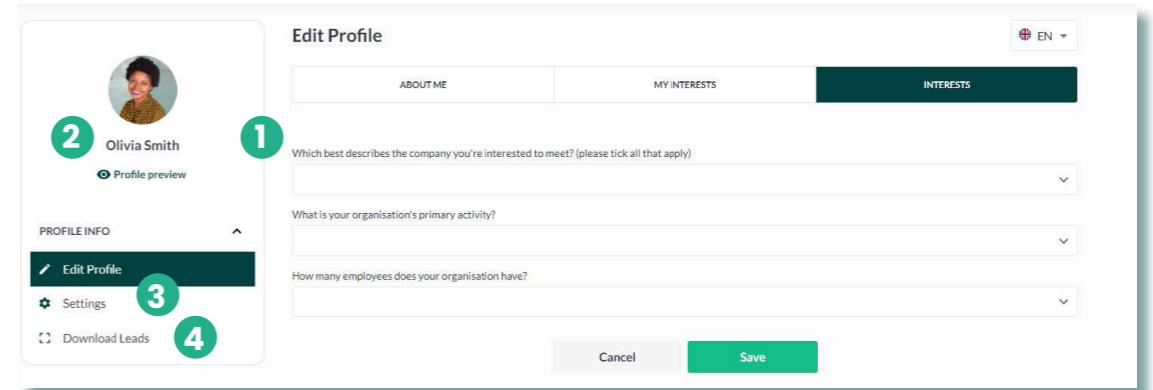 Edit Profile
EN
ABOUT ME
MY INTERESTS
INTERESTS
2
Olivia Smith
Profile preview
1
Which best describes the company you're interested to meet? (please tick all that apply)
What is your organisation's primary activity?
How many employees does your organisation have?
PROFILE INFO
Edit Profile
Settings
3
Download Leads
4
Cancel
Save